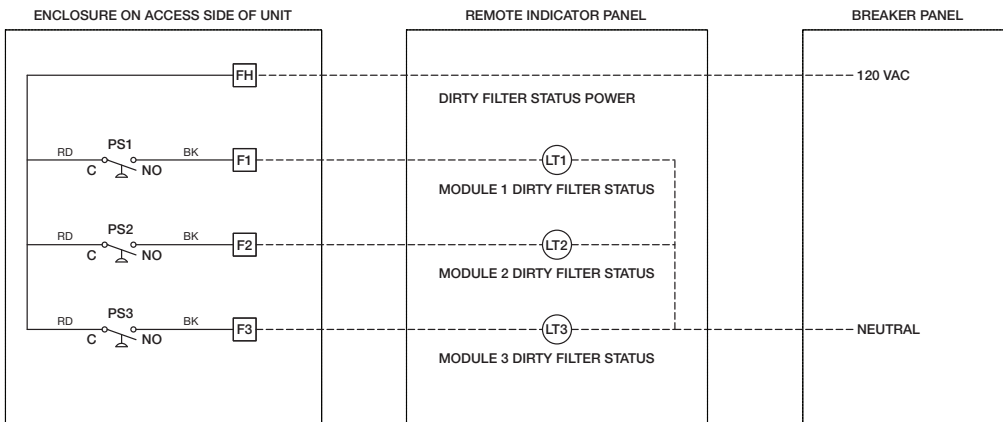 ENCLOSURE ON ACCESS SIDE OF UNIT
REMOTE INDICATOR PANEL
BREAKER PANEL
FH
120 VAC
DIRTY FILTER STATUS POWER
PS1
RD
BK
C
NO
F1
LT1
MODULE 1 DIRTY FILTER STATUS
PS2
RD
BK
C
NO
F2
LT2
MODULE 2 DIRTY FILTER STATUS
PS3
RD
BK
C
NO
F3
LT3
NEUTRAL
MODULE 3 DIRTY FILTER STATUS